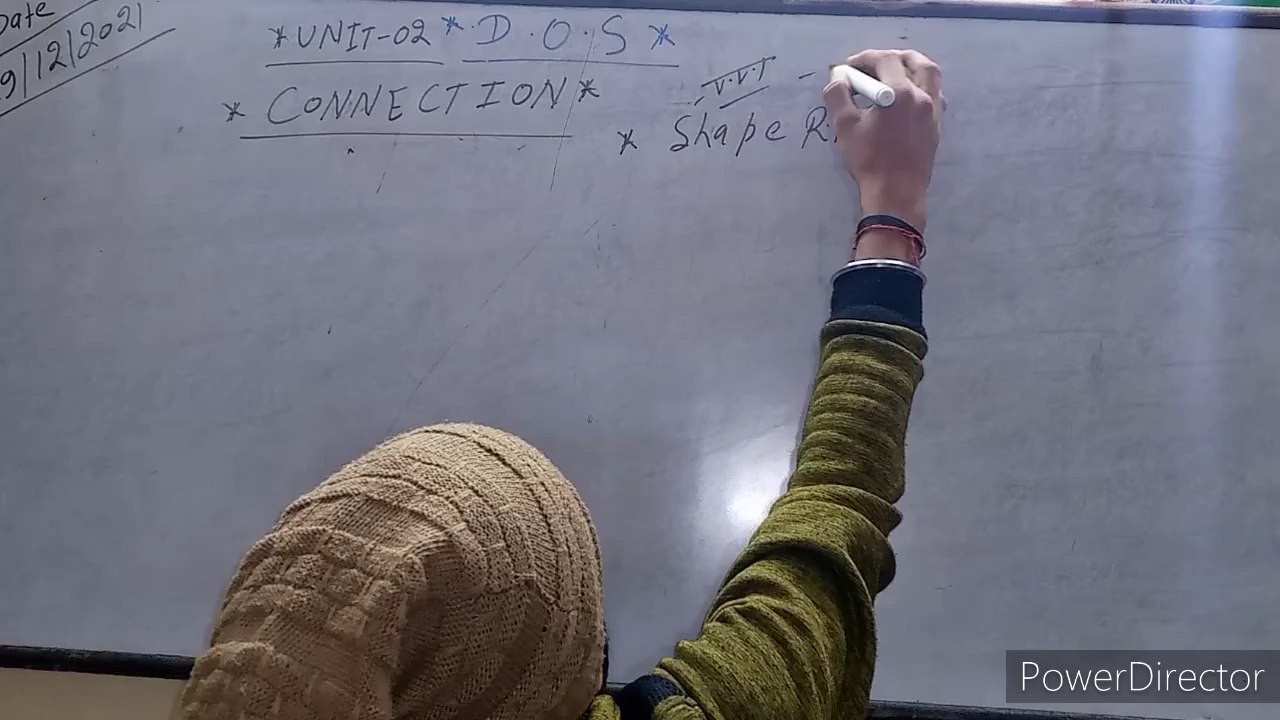 Date
9/12/2021
*UNIT-02 * D.O.S *
* CONNECTION *
V.V.I
* Shape R
PowerDirector